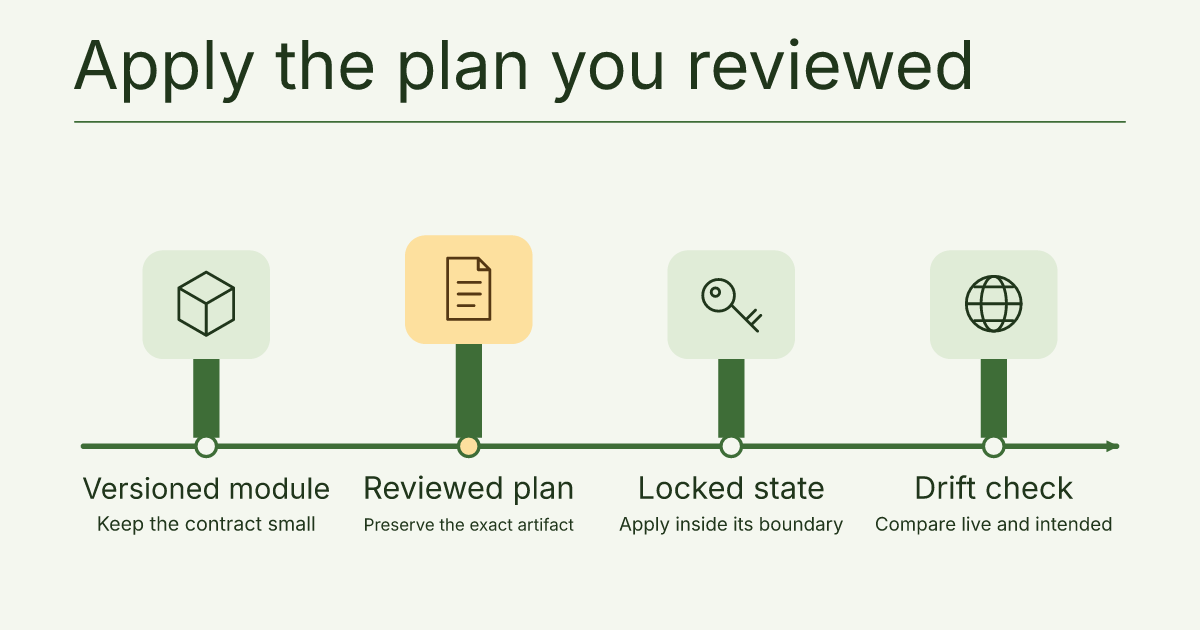 Apply the plan you reviewed
Versioned module
Keep the contract small
Reviewed plan
Preserve the exact artifact
Locked state
Apply inside its boundary
Drift check
Compare live and intended